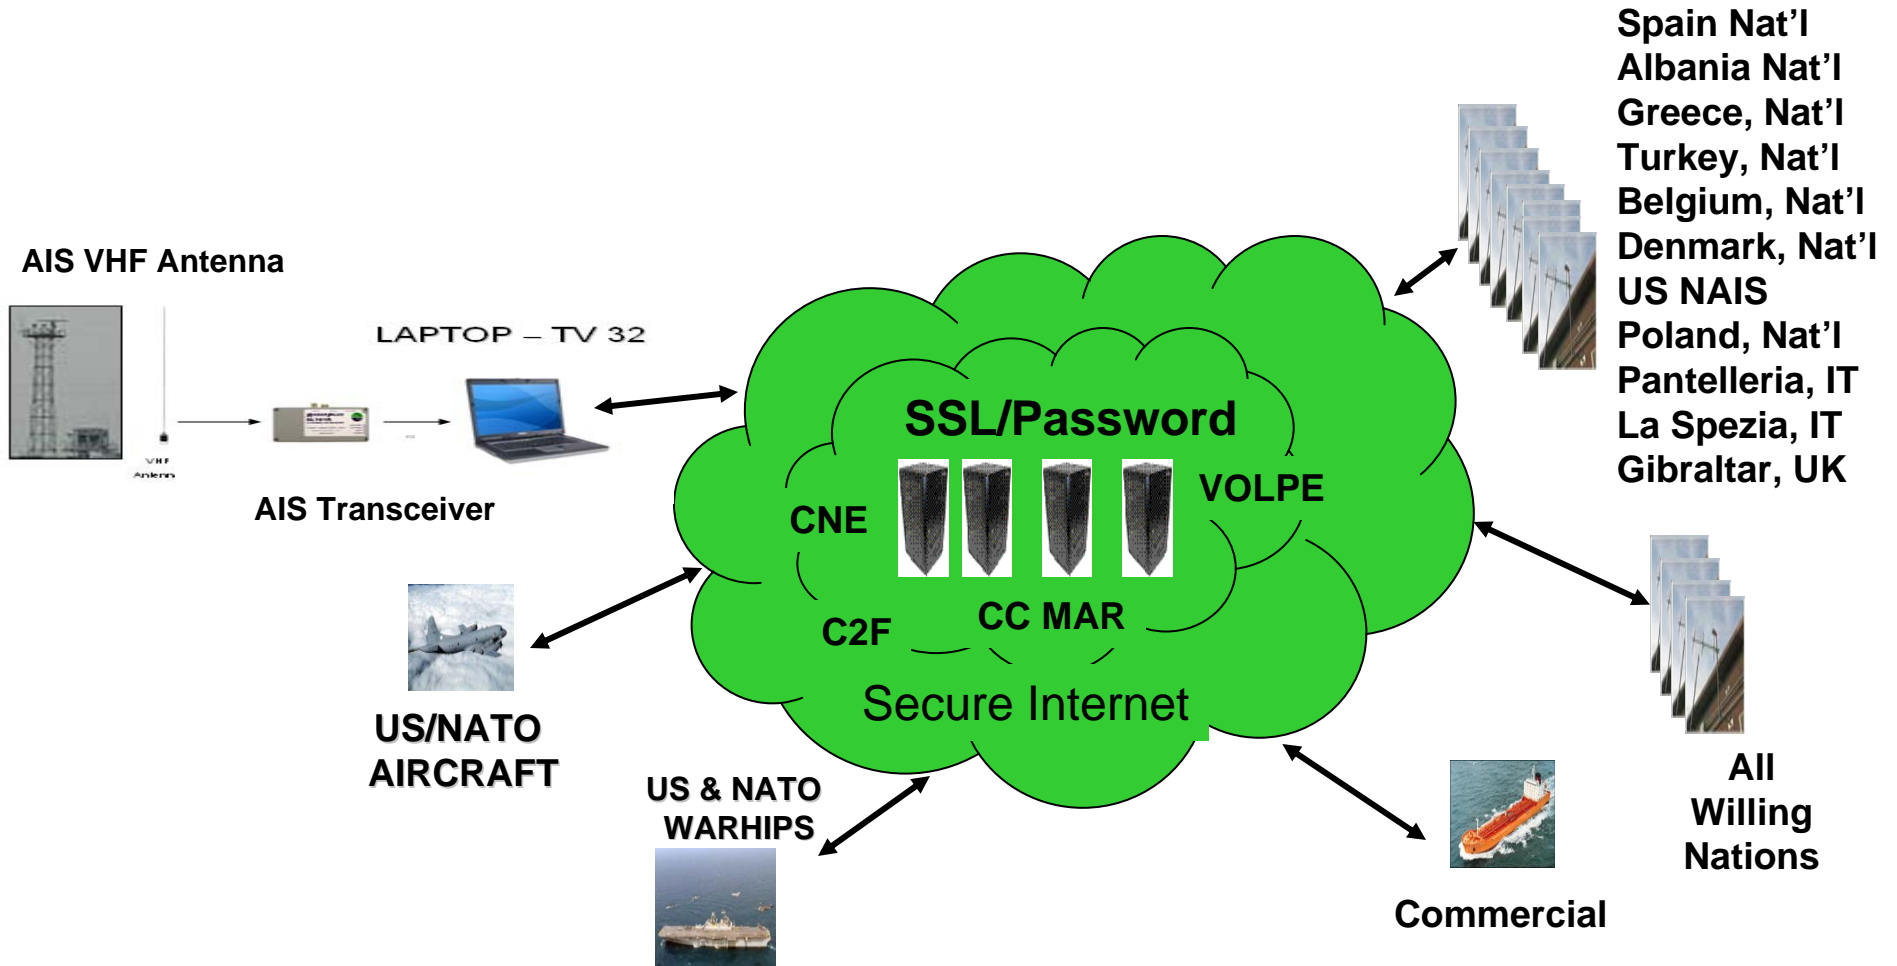 Spain Nat’l
Albania Nat’l
Greece, Nat’l
Turkey, Nat’l
Belgium, Nat’l
Denmark, Nat’l
US NAIS
Poland, Nat’l
Pantelleria, IT
La Spezia, IT
Gibraltar, UK
AIS VHF Antenna
LAPTOP – TV 32
VHF
Antenn
AIS Transceiver
SSL/Password
VOLPE
CNE
CC MAR
C2F
Secure Internet
US/NATO
AIRCRAFT
US & NATO
WARHIPS
All
Willing
Nations
Commercial